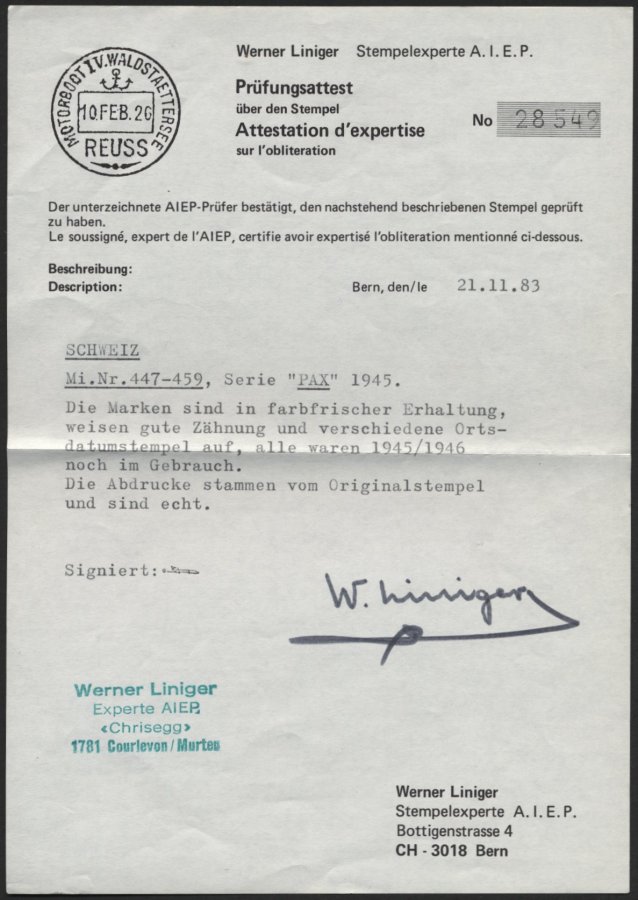 MOTORBOOT IV. WALDSTAETTERSEE
10.FEB.26
REUSS
Werner Liniger Stempelexperte A.I.E.P.
Prüfungsattest
über den Stempel
Attestation d'expertise
sur l'obliteration
No 28549
Der unterzeichnete AIEP-Prüfer bestätigt, den nachstehend beschriebenen Stempel geprüft
zu haben.
Le soussigné, expert de l'AIEP, certifie avoir expertisé l'obliteration mentionné ci-dessous.
Beschreibung:
Description:
Bern, den/le 21.11.83
SCHWEIZ
Mi.Nr.447-459, Serie "PAX" 1945.
Die Marken sind in farbfrischer Erhaltung,
weisen gute Zähnung und verschiedene Orts-
datumstempel auf, alle waren 1945/1946
noch im Gebrauch.
Die Abdrucke stammen vom Originalstempel
und sind echt.
Signiert:
W. Liniger
Werner Liniger
Experte AIEP
«Chrisegg»
1781 Courlevon/Murten
Werner Liniger
Stempelexperte A.I.E.P.
Bottigenstrasse 4
CH - 3018 Bern